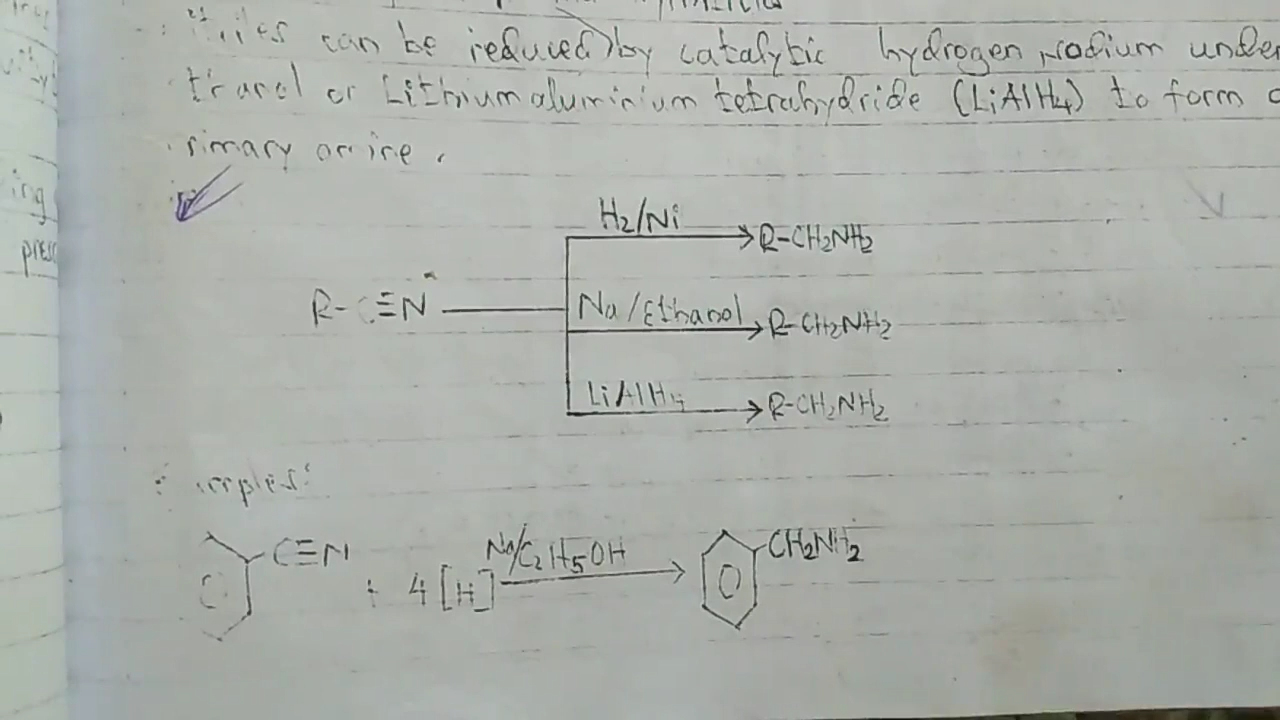 can be reduced by catalytic hydrogen sodium under
or Lithium aluminium tetrahydride (LiAlH4) to form
H2/Ni
R-CH2NH2
R-C≡N
Na/Ethanol
R-CH2NH2
LiAlH4
R-CH2NH2
C≡N
+ 4[H]
Na/C2H5OH
CH2NH2
ing